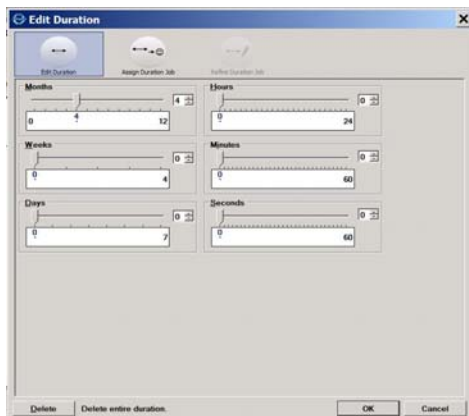 Edit Duration
Edit Duration
Assign Duration Job
Refine Duration Job
Months
4
0 4 12
Hours
0
0 24
Weeks
0
0 4
Minutes
0
0 60
Days
0
0 7
Seconds
0
0 60
Delete
Delete entire duration.
OK
Cancel